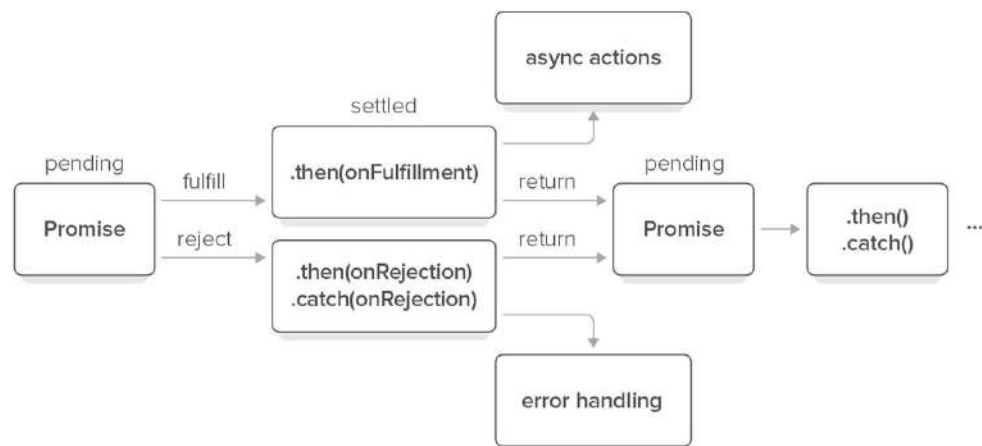 async actions
settled
pending
fulfill
.then(onFulfillment)
return
pending
Promise
reject
.then(onRejection)
.catch(onRejection)
return
Promise
.then()
.catch()
...
error handling